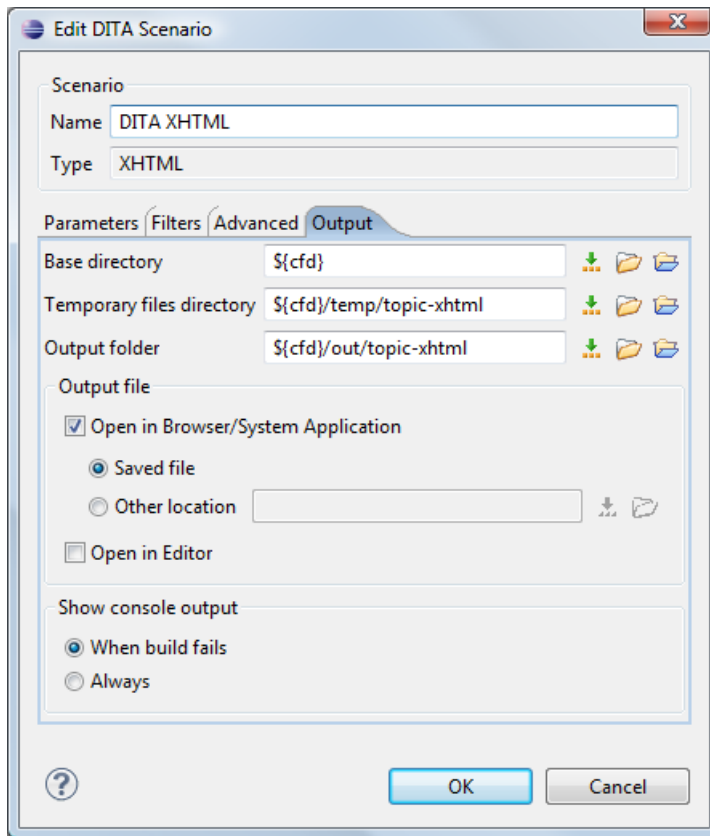 Edit DITA Scenario
Scenario
Name DITA XHTML
Type XHTML
Parameters Filters Advanced Output
Base directory ${cfd}
Temporary files directory ${cfd}/temp/topic-xhtml
Output folder ${cfd}/out/topic-xhtml
Output file
Open in Browser/System Application
Saved file
Other location
Open in Editor
Show console output
When build fails
Always
? OK Cancel